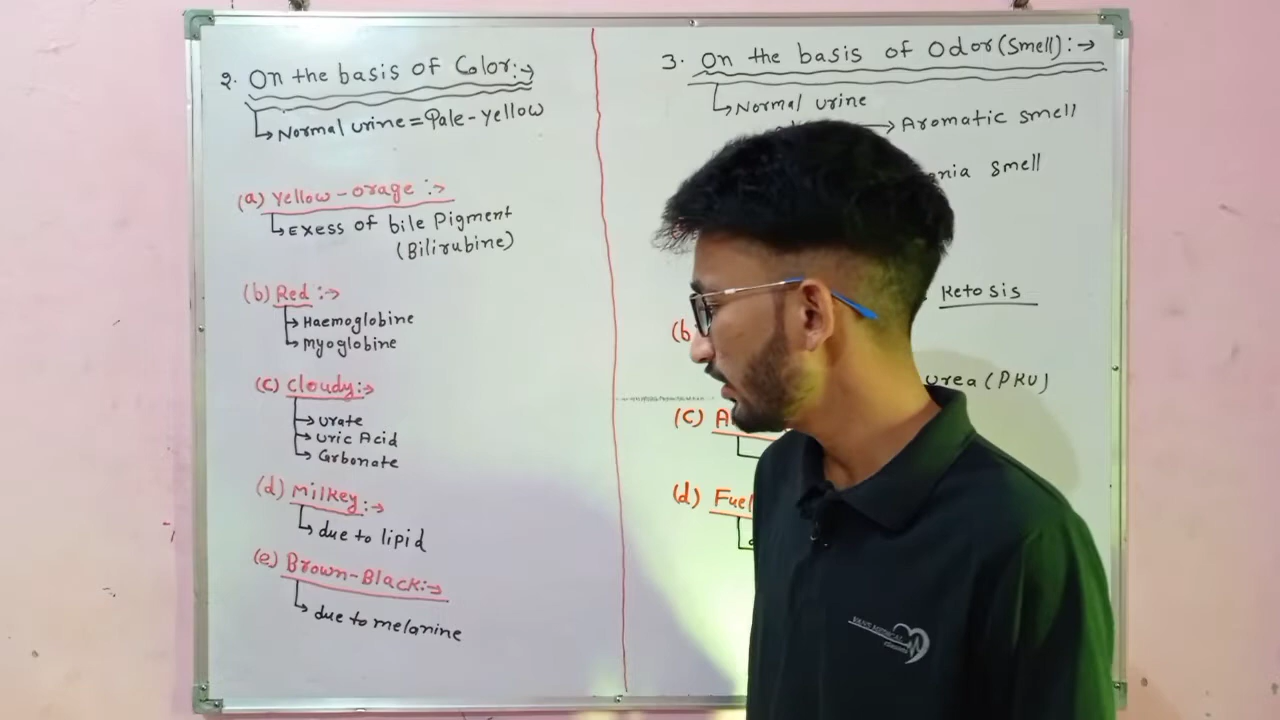 २. On the basis of Color:→
Normal urine = Pale-yellow
(a) Yellow-orage :→
Exess of bile Pigment
(Bilirubine)
(b) Red :→
Haemoglobine
Myoglobine
(c) Cloudy:→
urate
uric Acid
Carbonate
(d) Milkey:→
due to lipid
(e) Brown-Black:→
due to melanine
3. On the basis of Odor(smell):→
Normal urine
→ Aromatic smell
smell
Ketosis
(b
urea (PKU)
(C) A
(d) Fuel